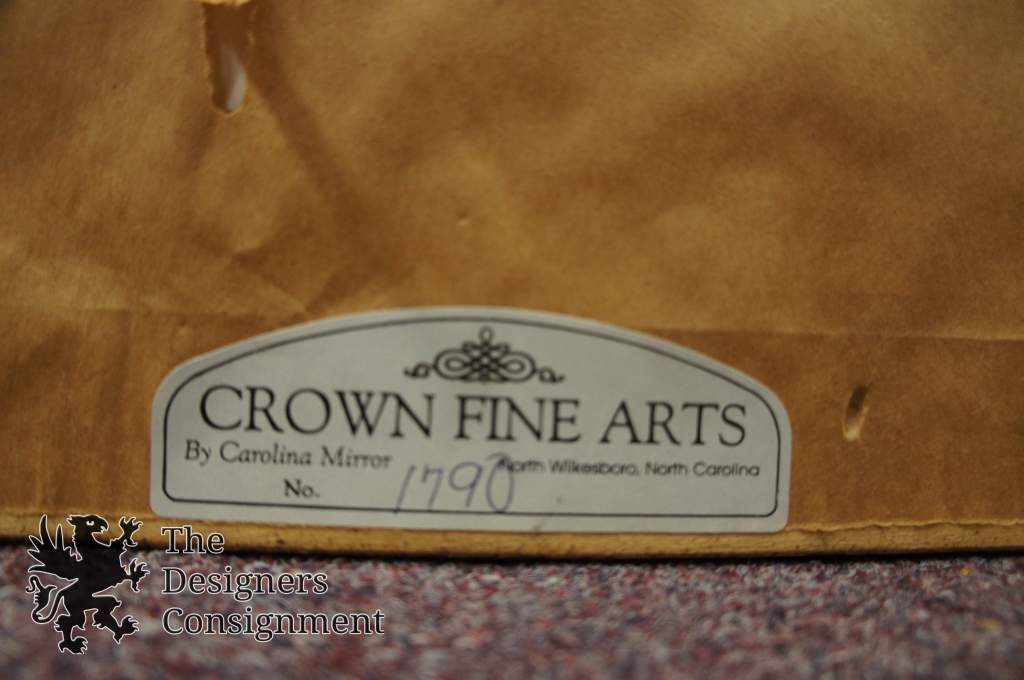 CROWN FINE ARTS
By Carolina Mirror
North Wilkesboro, North Carolina
No. 1790
The
Designers
Consignment